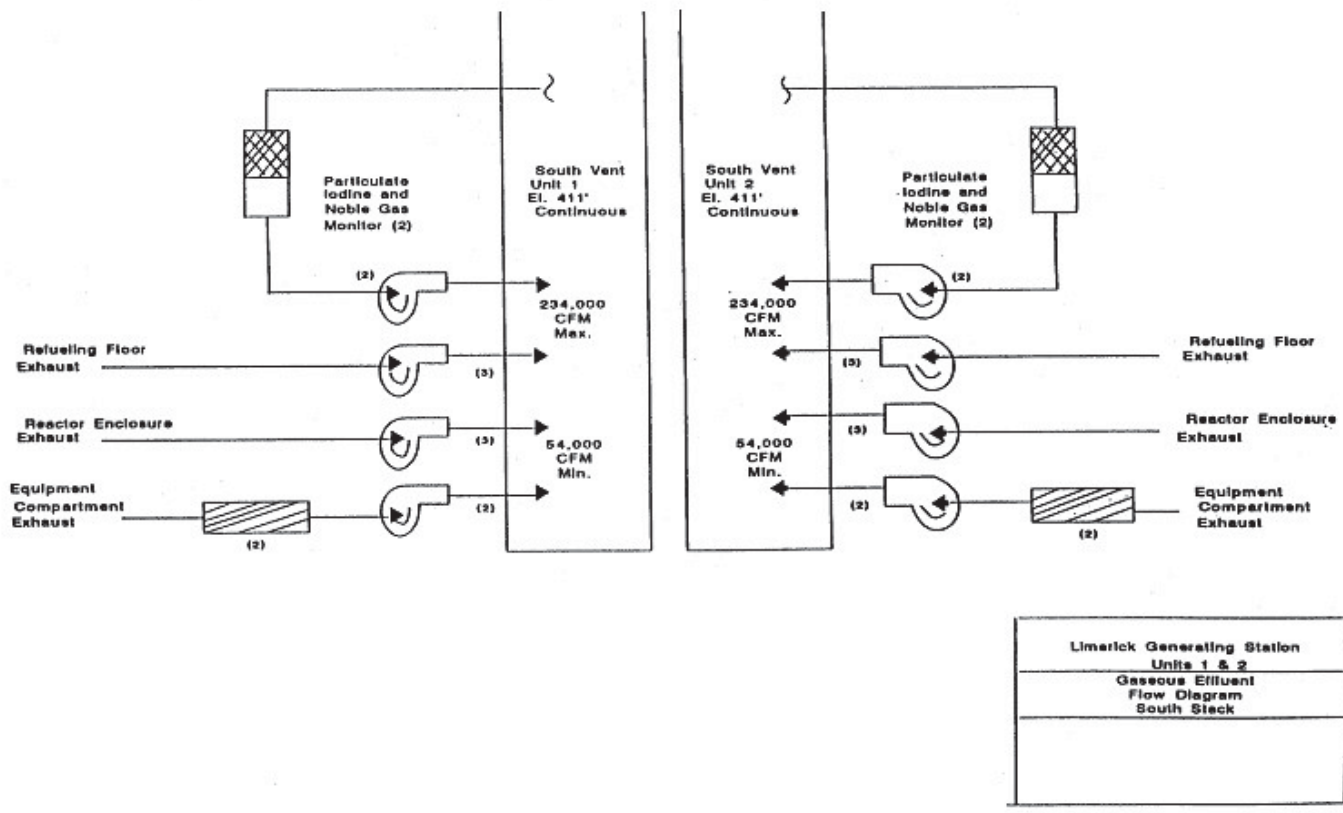 South Vent
Unit 1
El. 411'
Continuous
South Vent
Unit 2
El. 411'
Continuous
Particulate
Iodine and
Noble Gas
Monitor (2)
Particulate
Iodine and
Noble Gas
Monitor (2)
(2)
(2)
234,000
CFM
Max.
234,000
CFM
Max.
Refueling Floor
Exhaust
(3)
(3)
Refueling Floor
Exhaust
Reactor Enclosure
Exhaust
(3)
54,000
CFM
Min.
54,000
CFM
Min.
(3)
Reactor Enclosure
Exhaust
Equipment
Compartment
Exhaust
(2)
(2)
(2)
(2)
Equipment
Compartment
Exhaust
Limerick Generating Station
Units 1 & 2
Gaseous Effluent
Flow Diagram
South Stack